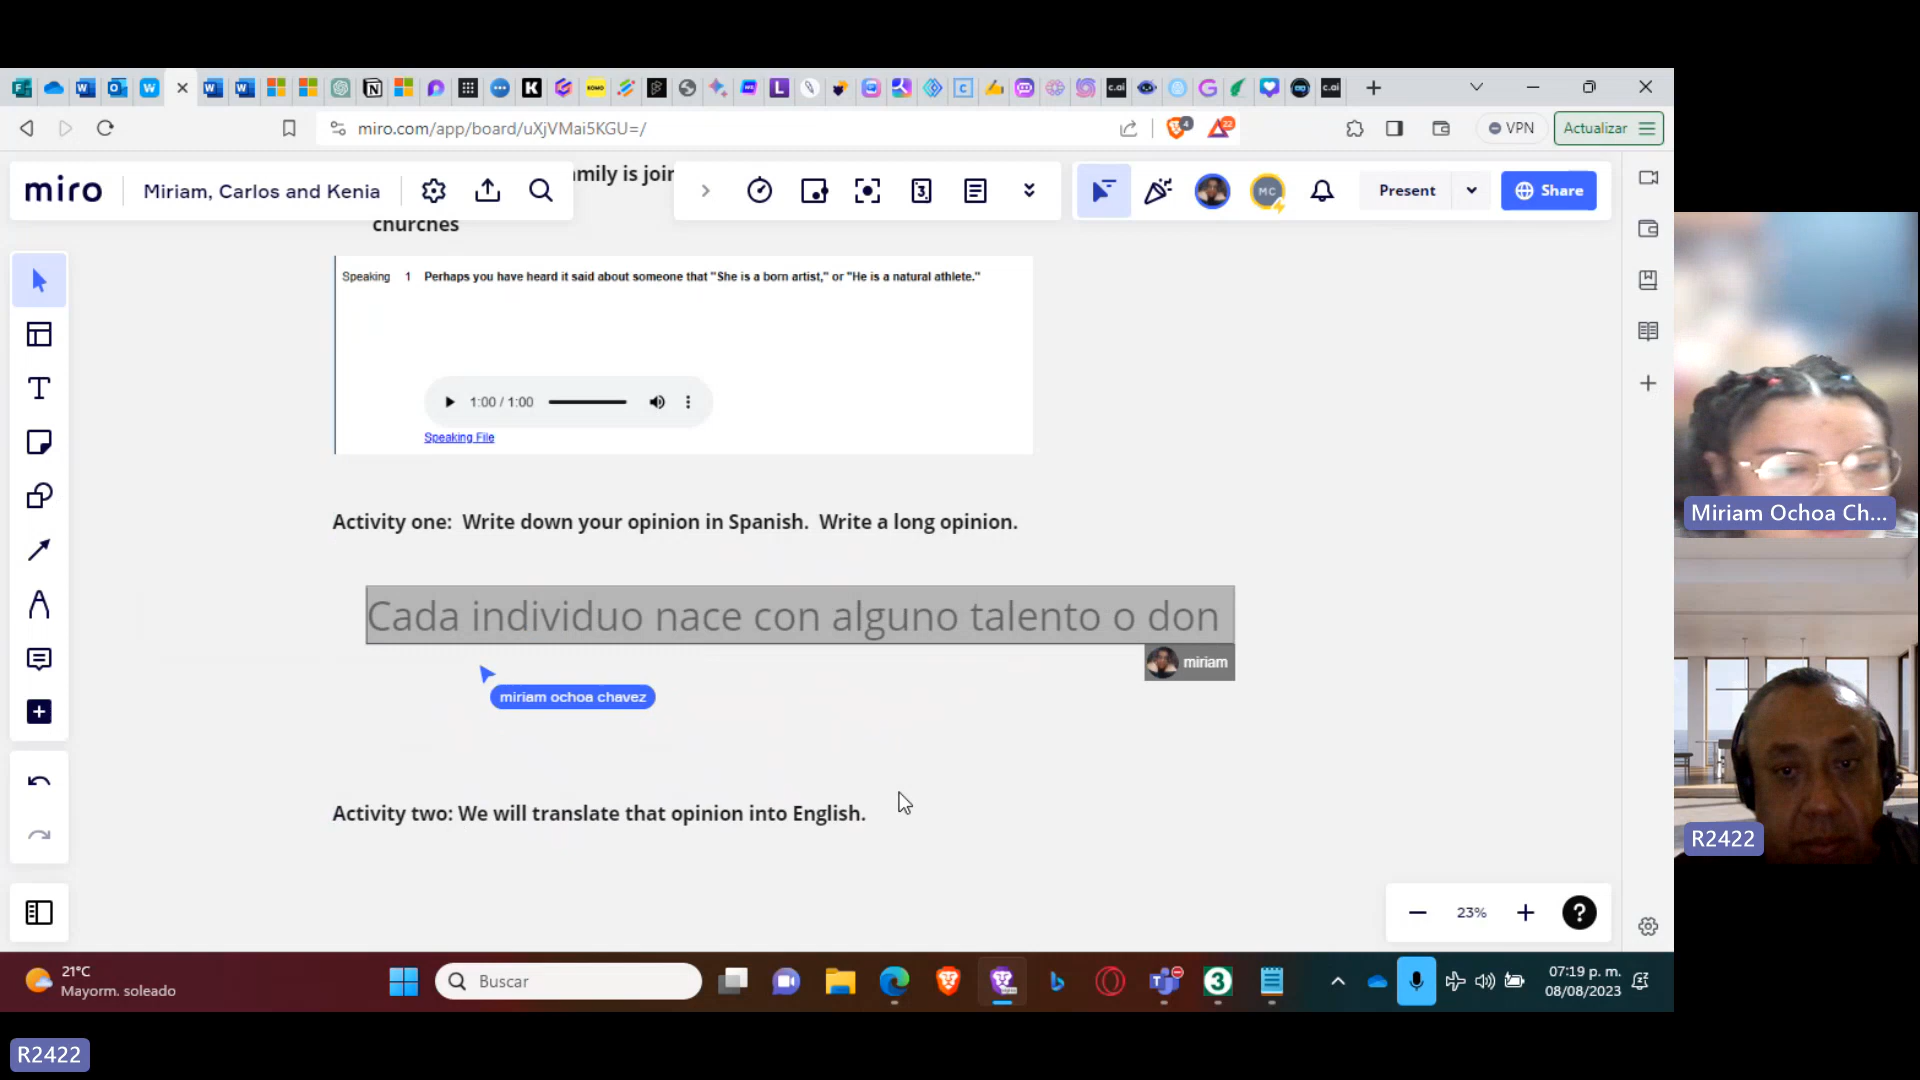 miro.com/app/board/uXjVMai5KGU=/
VPN
Actualizar
miro
Miriam, Carlos and Kenia
MC
Present
Share
churches
Speaking 1 Perhaps you have heard it said about someone that "She is a born artist," or "He is a natural athlete."
1:00 / 1:00
Speaking File
Activity one: Write down your opinion in Spanish. Write a long opinion.
Cada individuo nace con alguno talento o don
miriam
miriam ochoa chavez
Activity two: We will translate that opinion into English.
23%
Miriam Ochoa Ch...
R2422
21°C
Mayorm. soleado
Buscar
07:19 p. m.
08/08/2023
R2422